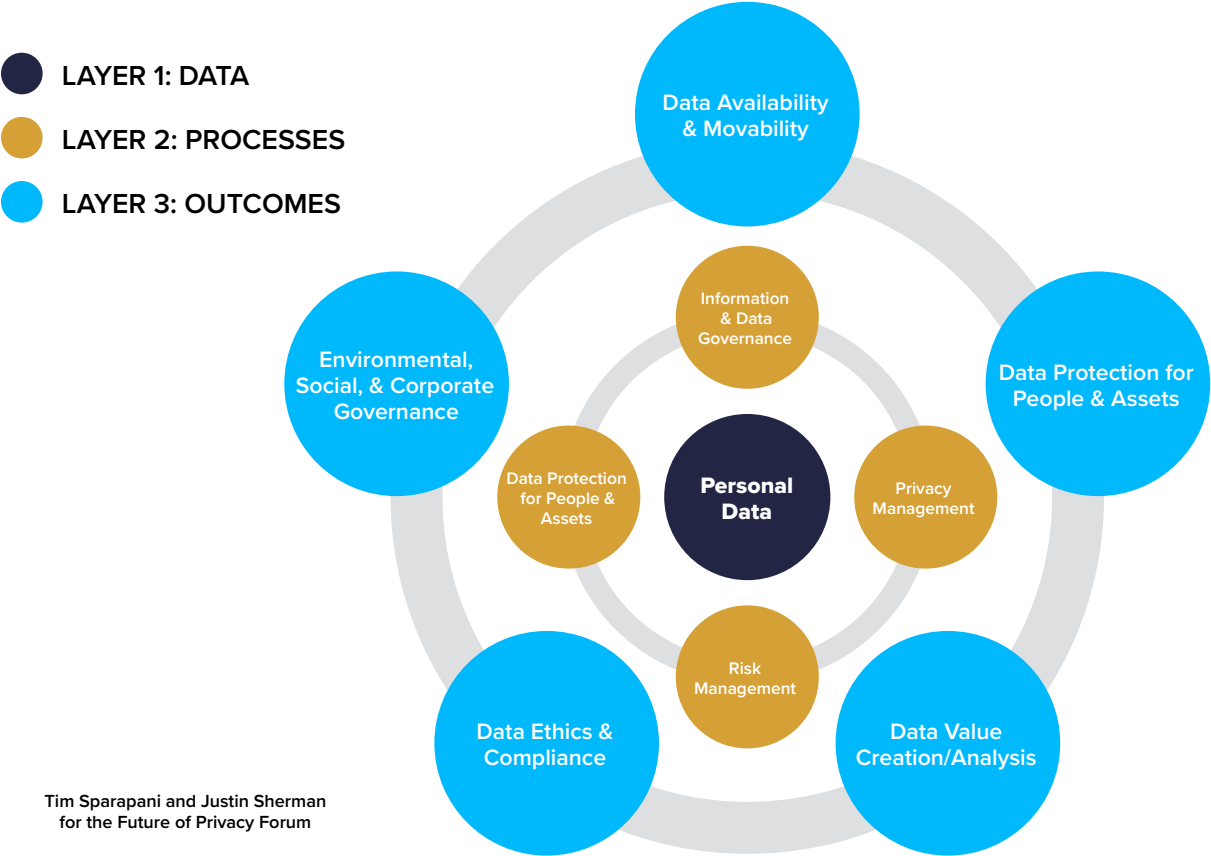 LAYER 1: DATA
LAYER 2: PROCESSES
LAYER 3: OUTCOMES
Data Availability
& Movability
Information
& Data
Governance
Environmental,
Social, & Corporate
Governance
Data Protection for
People & Assets
Data Protection
for People &
Assets
Personal
Data
Privacy
Management
Risk
Management
Data Ethics &
Compliance
Data Value
Creation/Analysis
Tim Sparapani and Justin Sherman
for the Future of Privacy Forum